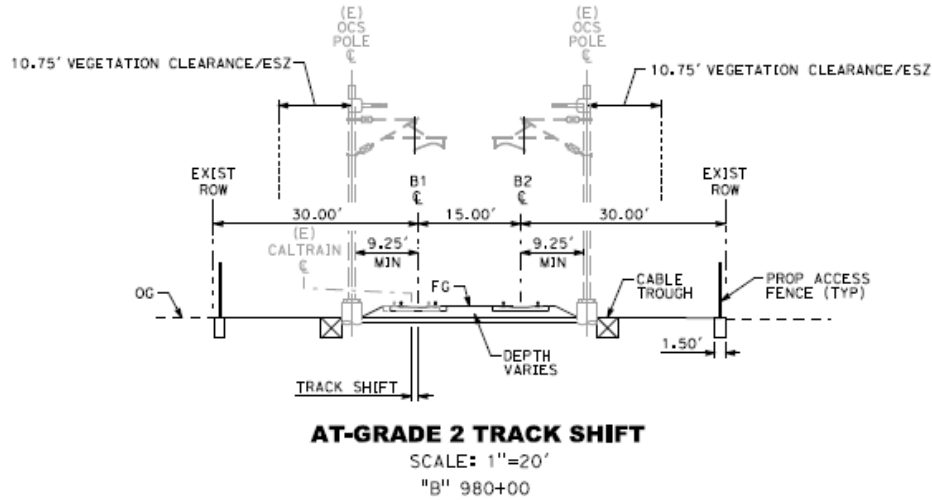 (E)
OCS
POLE
℄
(E)
OCS
POLE
℄
10.75' VEGETATION CLEARANCE/ESZ
10.75' VEGETATION CLEARANCE/ESZ
EXIST
ROW
B1
℄
B2
℄
EXIST
ROW
30.00'
15.00'
30.00'
(E)
CALTRAIN
℄
9.25'
MIN
9.25'
MIN
OG
FG
CABLE
TROUGH
PROP ACCESS
FENCE (TYP)
DEPTH
VARIES
1.50'
TRACK SHIFT
AT-GRADE 2 TRACK SHIFT
SCALE: 1"=20'
"B" 980+00